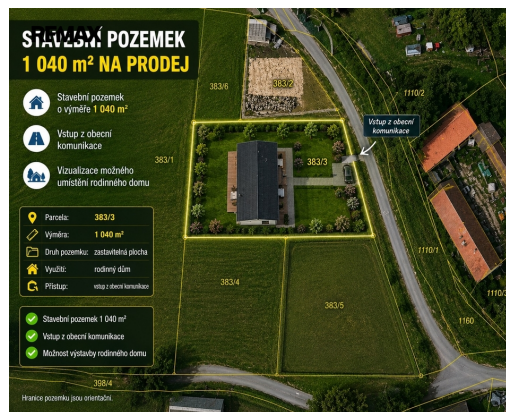 RE/MAX
STAVEBNÍ POZEMEK
1 040 m² NA PRODEJ
Stavební pozemek
o výměře 1 040 m²
Vstup z obecní
komunikace
Vizualizace možného
umístění rodinného domu
Parcela: 383/3
Výměra: 1 040 m²
Druh pozemku: zastavitelná plocha
Využití: rodinný dům
Přístup: vstup z obecní komunikace
Stavební pozemek 1 040 m²
Vstup z obecní komunikace
Možnost výstavby rodinného domu
Hranice pozemku jsou orientační.
383/6
383/2
1110/2
Vstup z obecní
komunikace
383/1
383/3
1110/1
383/4
383/5
1110/3
1160
398/4